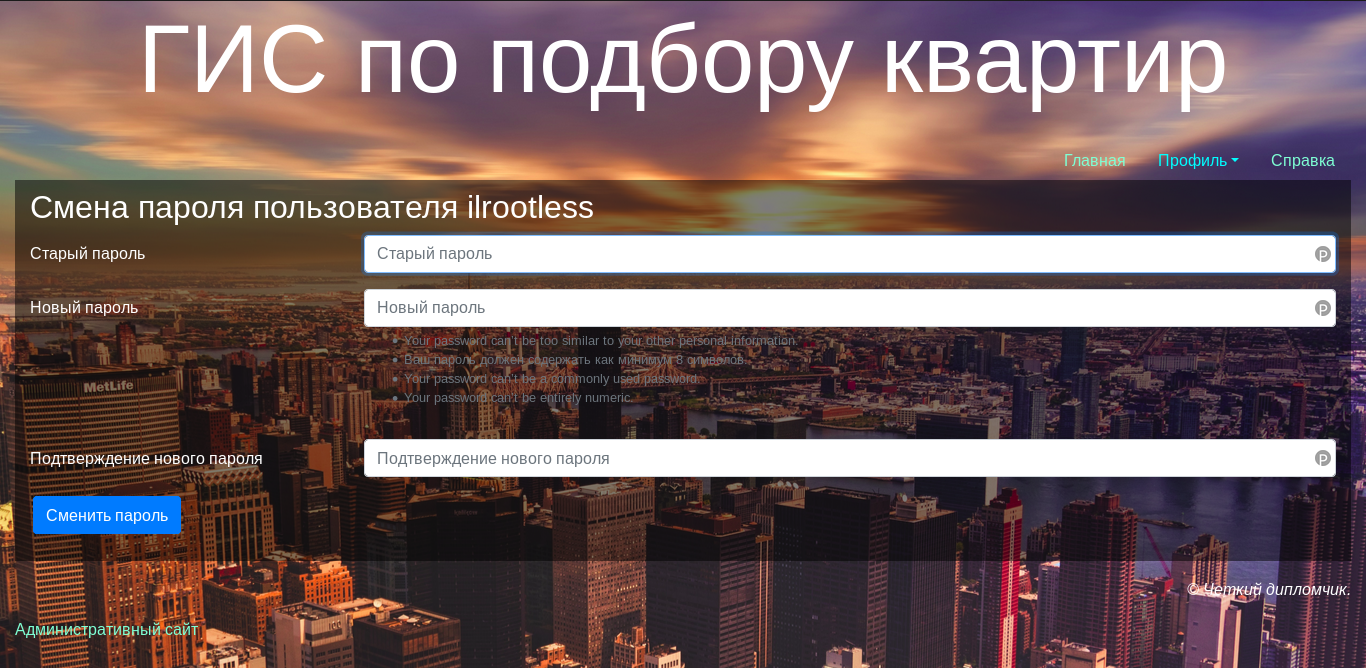 ГИС по подбору квартир
Главная Профиль Справка
Смена пароля пользователя ilrootless
Старый пароль Старый пароль
Новый пароль Новый пароль
Your password can't be too similar to your other personal information.
Ваш пароль должен содержать как минимум 8 символов.
Your password can't be a commonly used password.
Your password can't be entirely numeric.
MetLife
Подтверждение нового пароля Подтверждение нового пароля
Сменить пароль
© Четкий дипломчик.
Административный сайт